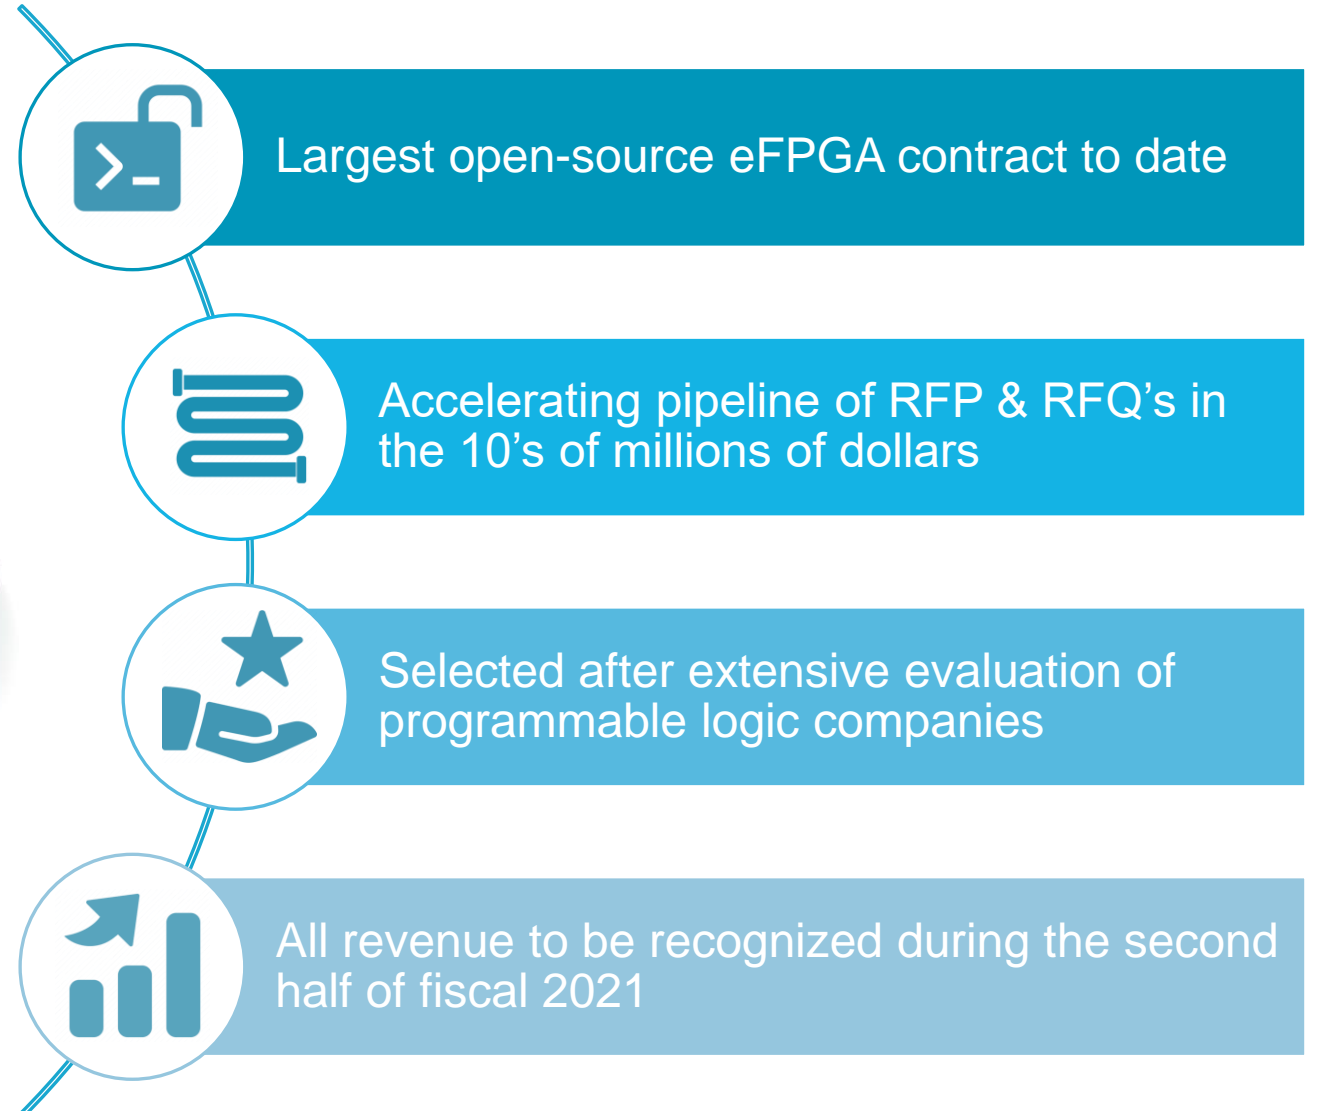 Largest open-source eFPGA contract to date
Accelerating pipeline of RFP & RFQ’s in
the 10’s of millions of dollars
Selected after extensive evaluation of
programmable logic companies
All revenue to be recognized during the second
half of fiscal 2021